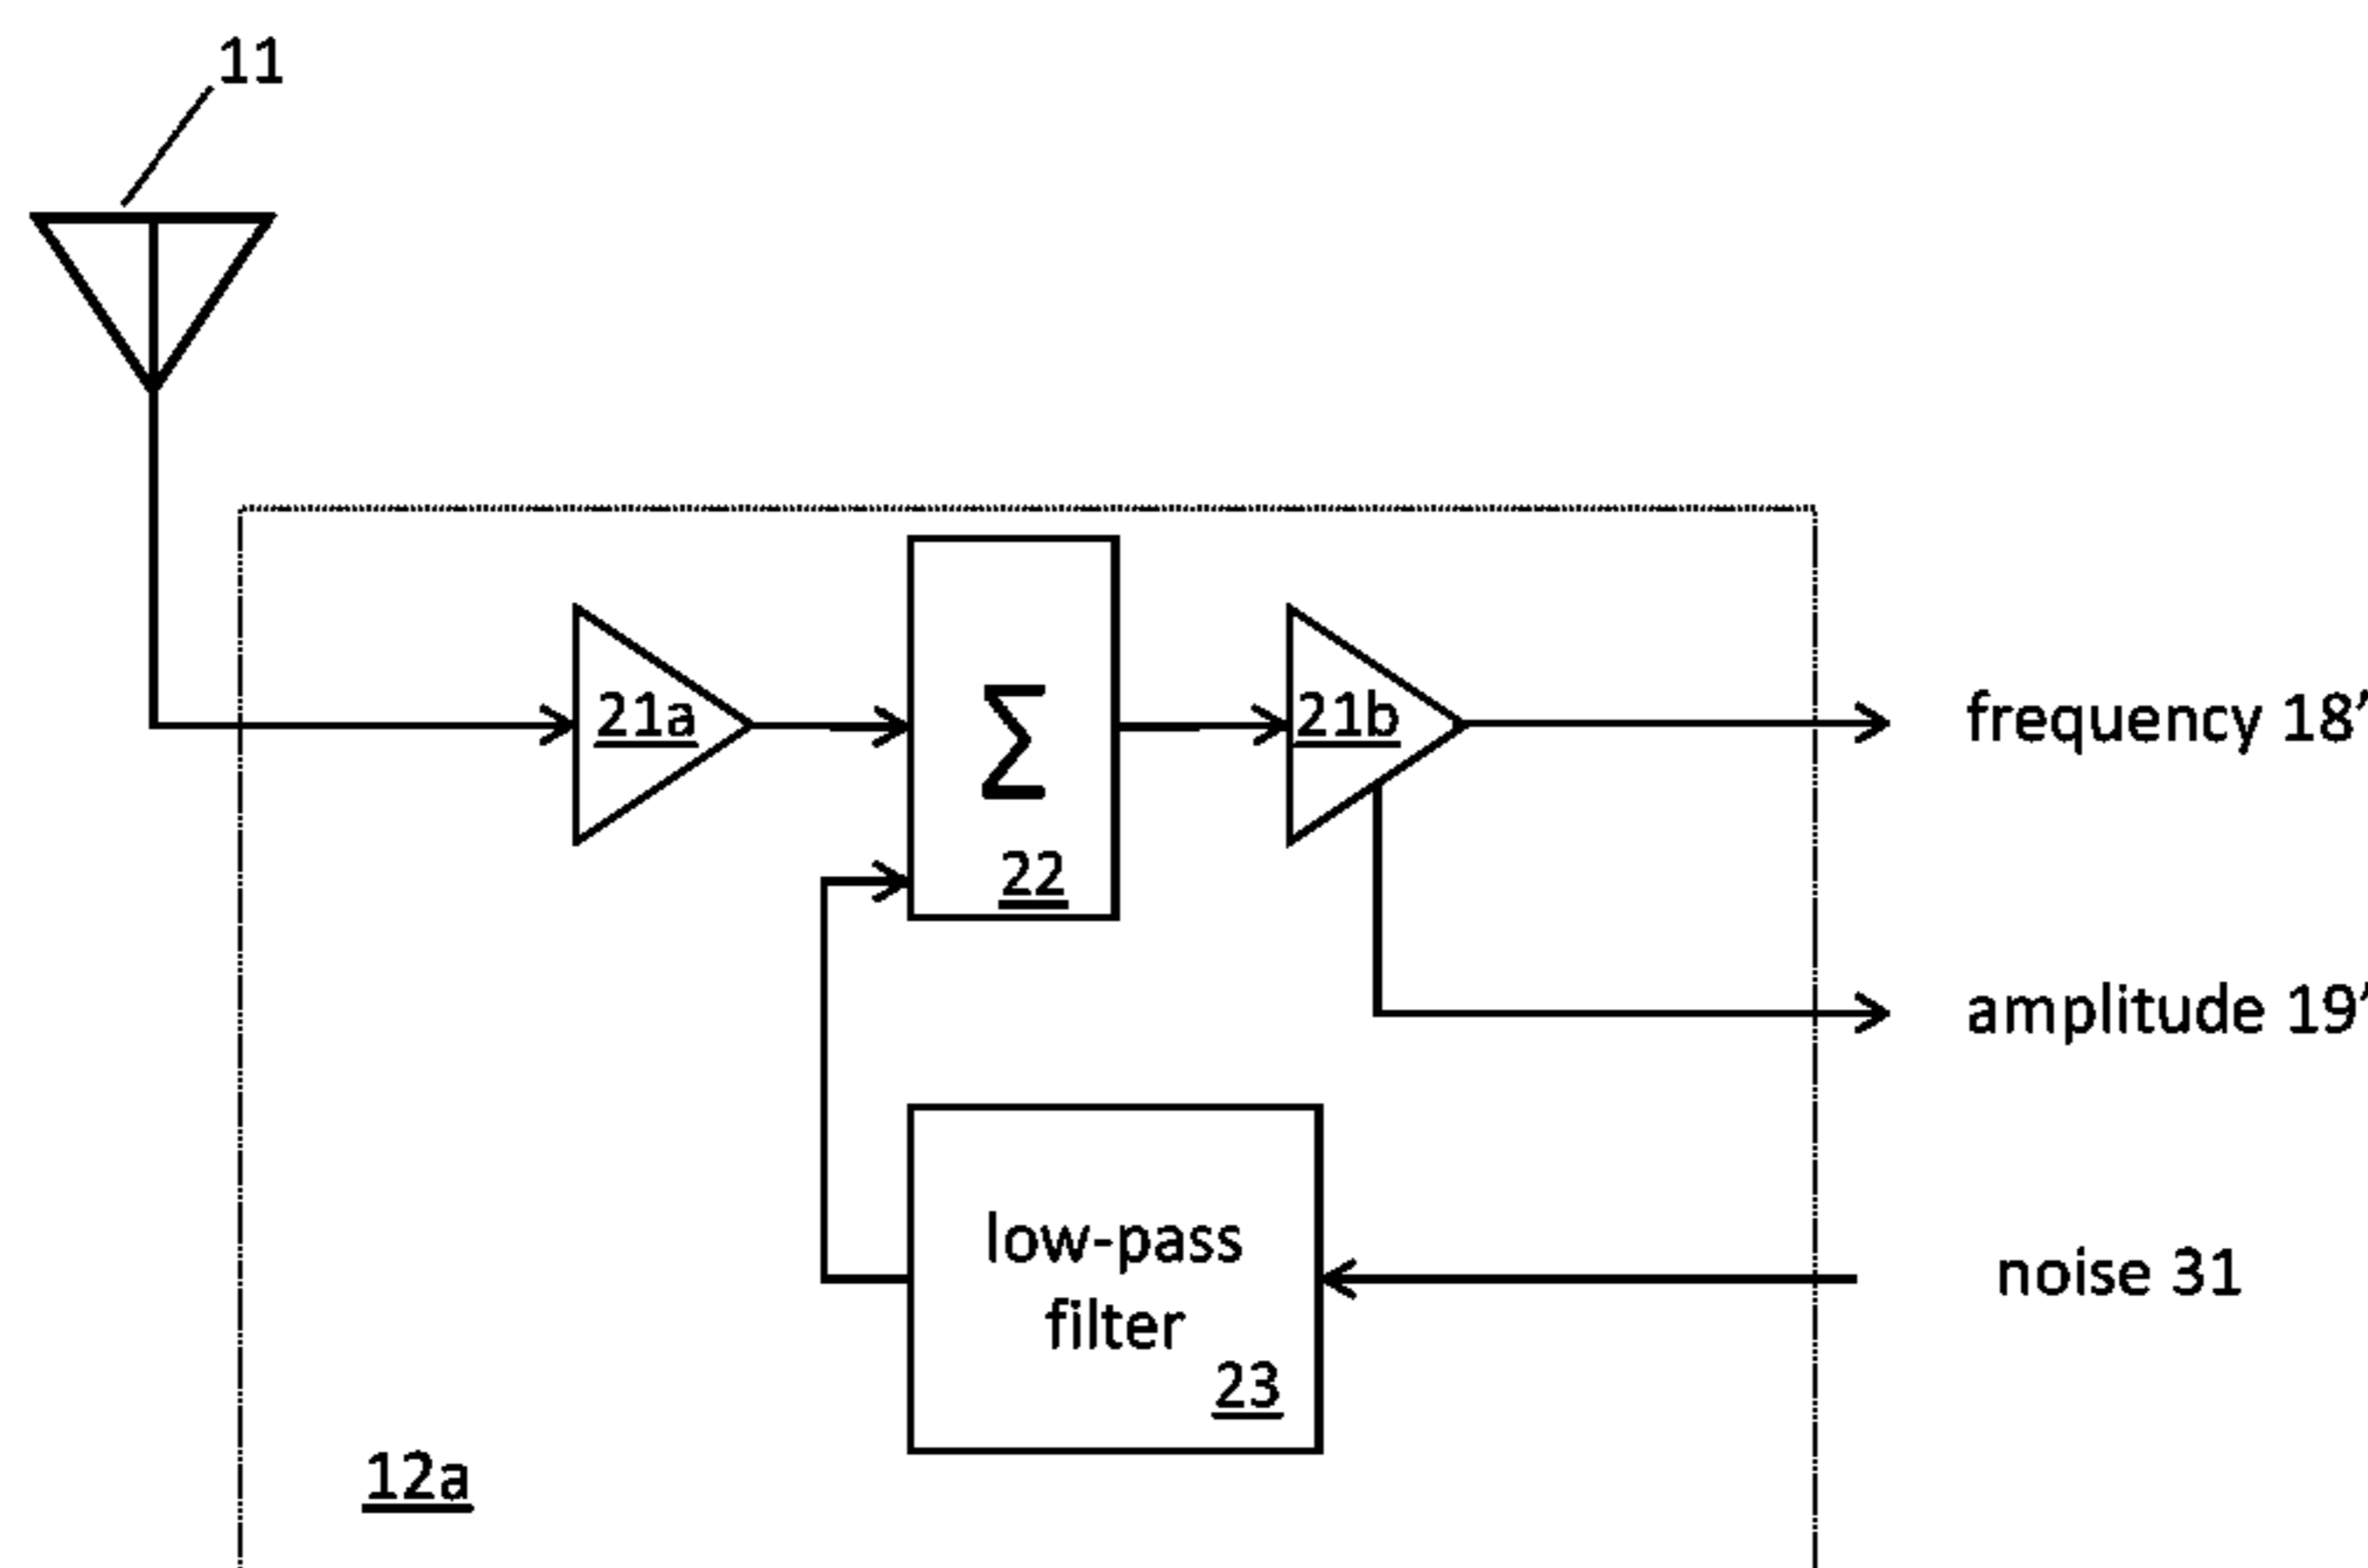 11
21a
Σ
22
21b
frequency 18'
amplitude 19'
low-pass
filter
23
noise 31
12a